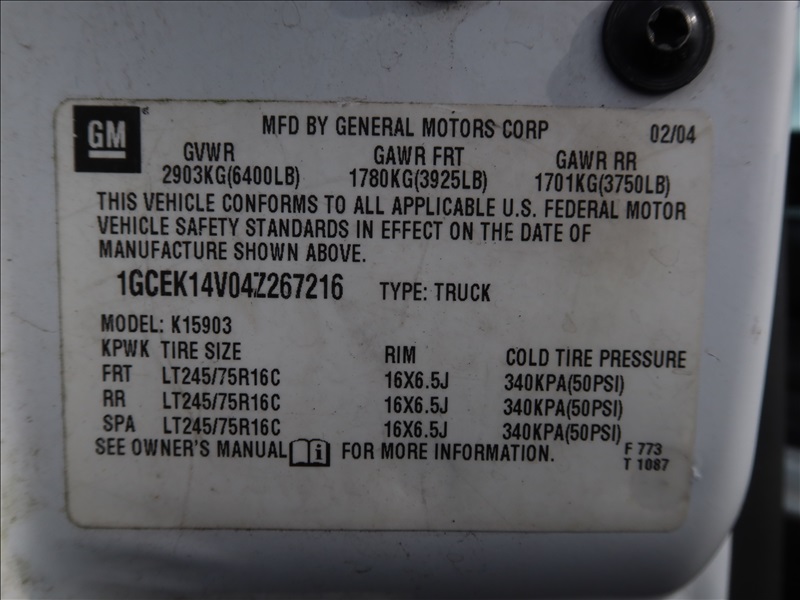 GM
MFD BY GENERAL MOTORS CORP 02/04
GVWR GAWR FRT GAWR RR
2903KG(6400LB) 1780KG(3925LB) 1701KG(3750LB)
THIS VEHICLE CONFORMS TO ALL APPLICABLE U.S. FEDERAL MOTOR
VEHICLE SAFETY STANDARDS IN EFFECT ON THE DATE OF
MANUFACTURE SHOWN ABOVE.
1GCEK14V04Z267216 TYPE: TRUCK
MODEL: K15903
KPWK TIRE SIZE RIM COLD TIRE PRESSURE
FRT LT245/75R16C 16X6.5J 340KPA(50PSI)
RR LT245/75R16C 16X6.5J 340KPA(50PSI)
SPA LT245/75R16C 16X6.5J 340KPA(50PSI)
SEE OWNER'S MANUAL i FOR MORE INFORMATION. F 773
T 1087